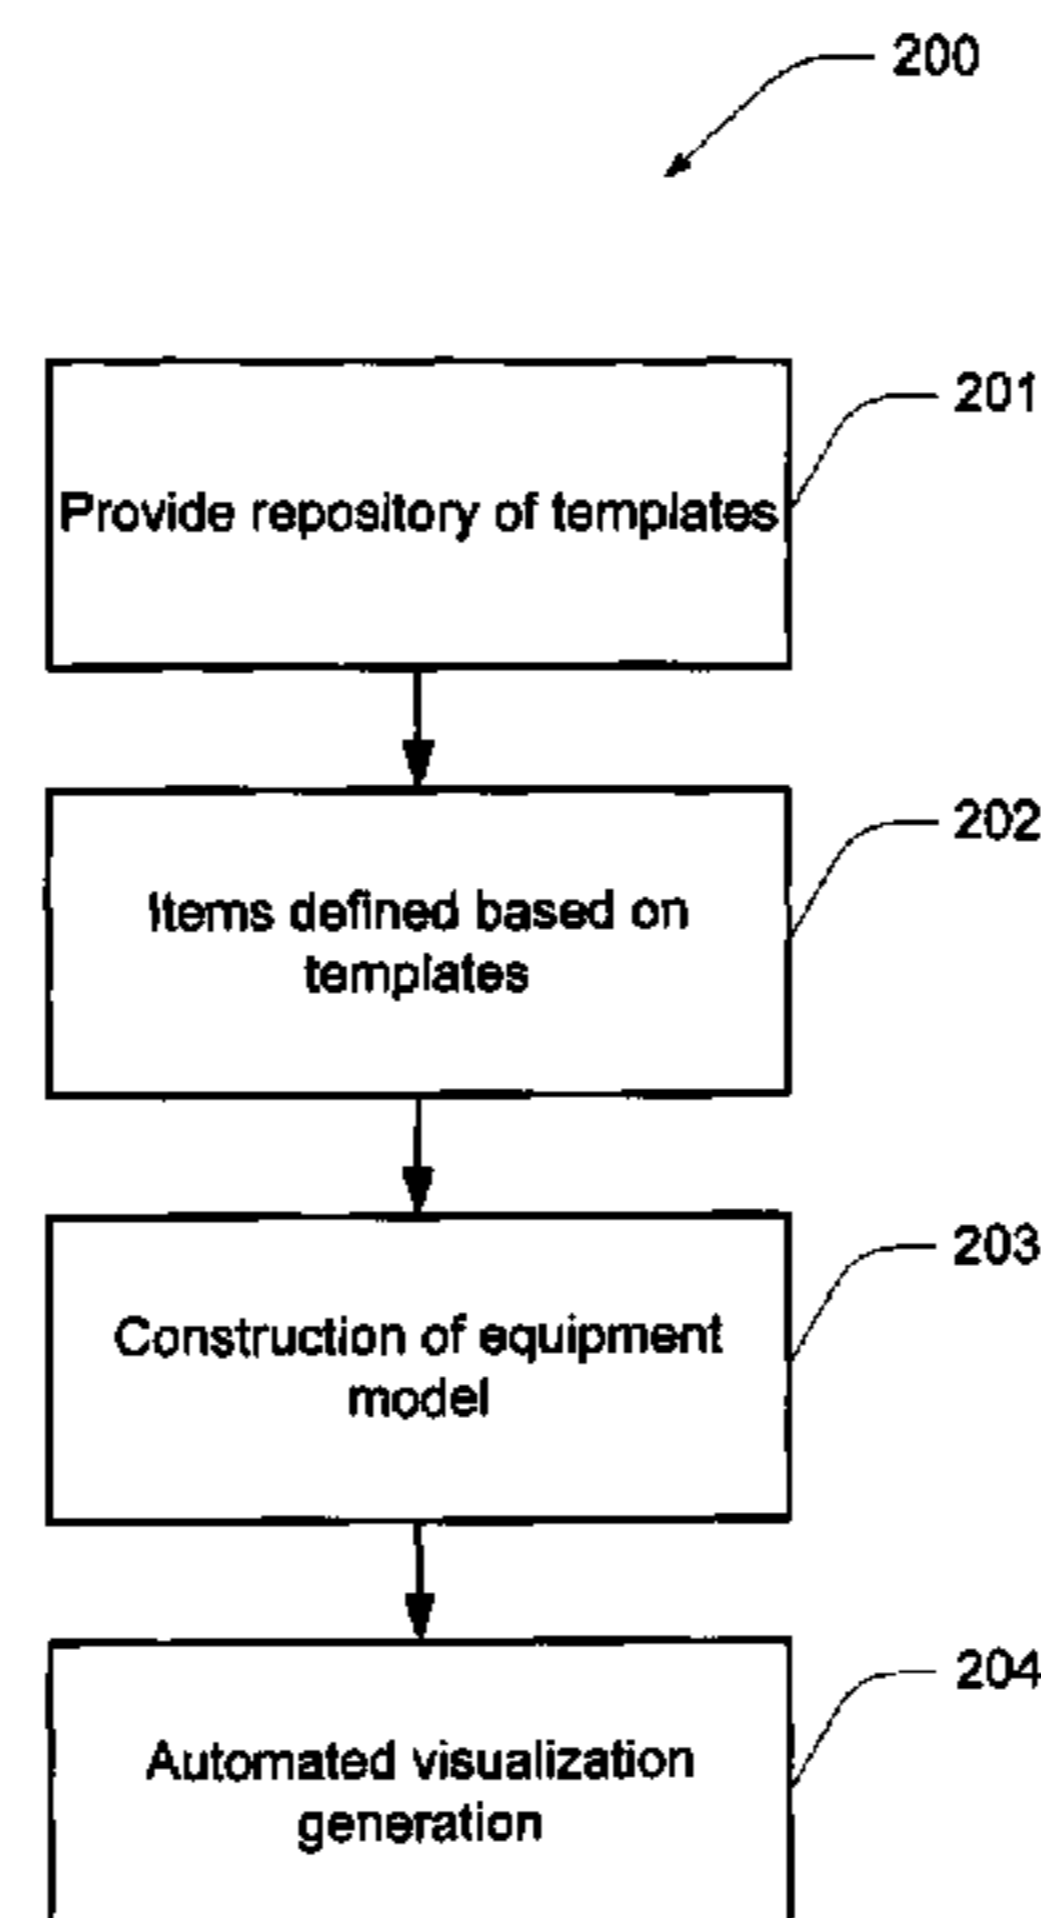 200
201
Provide repository of templates
202
Items defined based on
templates
203
Construction of equipment
model
204
Automated visualization
generation